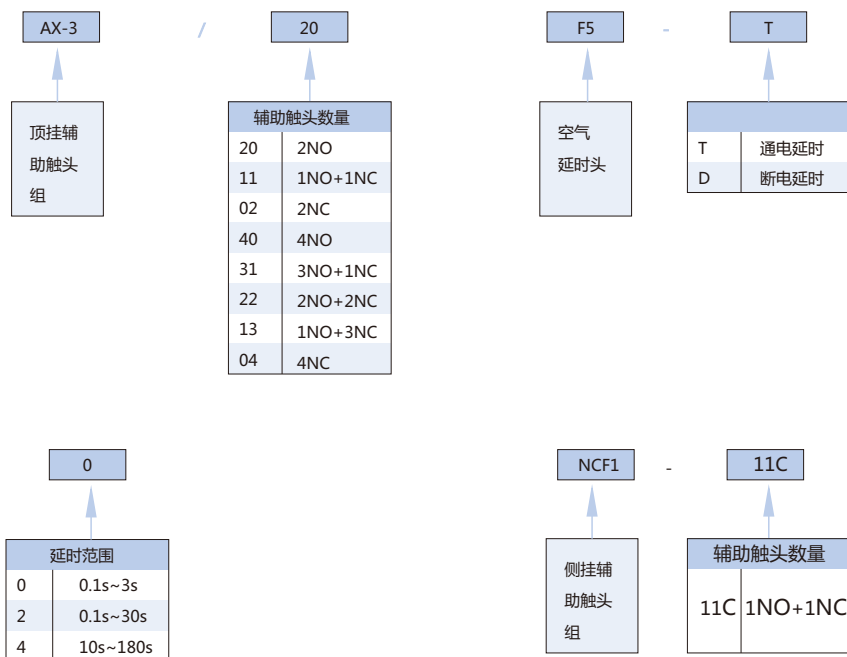 AX-3 / 20
顶挂辅
助触头
组
辅助触头数量
20 2NO
11 1NO+1NC
02 2NC
40 4NO
31 3NO+1NC
22 2NO+2NC
13 1NO+3NC
04 4NC
F5 - T
空气
延时头
T 通电延时
D 断电延时
0
延时范围
0 0.1s~3s
2 0.1s~30s
4 10s~180s
NCF1 - 11C
侧挂辅
助触头
组
辅助触头数量
11C 1NO+1NC